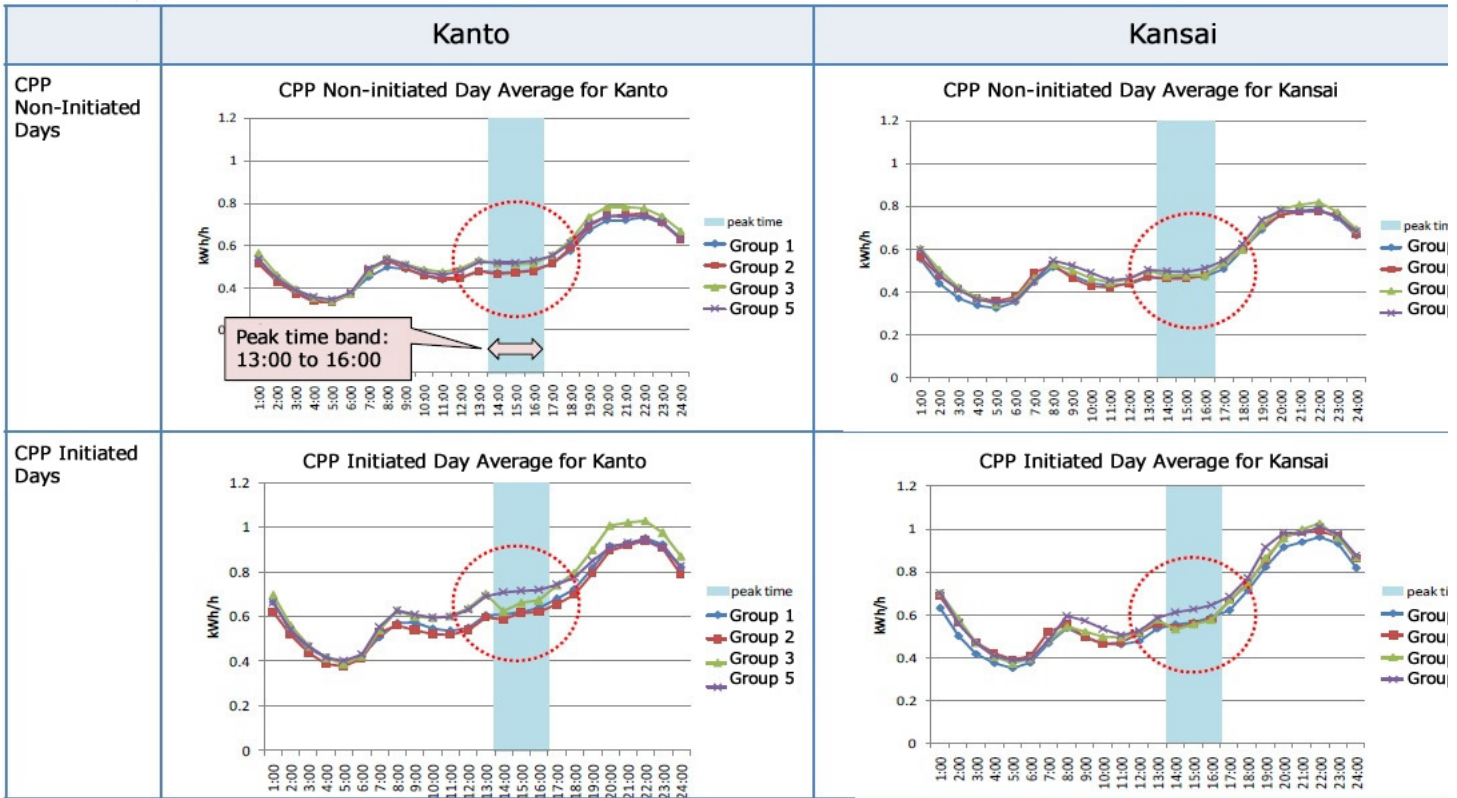 Kanto
Kansai
CPP
Non-Initiated
Days
CPP Non-initiated Day Average for Kanto
1.2
1
0.8
0.6
0.4
0
kWh/h
peak time
Group 1
Group 2
Group 3
Group 5
Peak time band:
13:00 to 16:00
1:00 2:00 3:00 4:00 5:00 6:00 7:00 8:00 9:00 10:00 11:00 12:00 13:00 14:00 15:00 16:00 17:00 18:00 19:00 20:00 21:00 22:00 23:00 24:00
CPP Non-initiated Day Average for Kansai
1.2
1
0.8
0.6
0.4
0.2
0
kWh/h
peak ti
Grou
Grou
Grou
Grou
1:00 2:00 3:00 4:00 5:00 6:00 7:00 8:00 9:00 10:00 11:00 12:00 13:00 14:00 15:00 16:00 17:00 18:00 19:00 20:00 21:00 22:00 23:00 24:00
CPP Initiated
Days
CPP Initiated Day Average for Kanto
1.2
1
0.8
0.6
0.4
0.2
0
kWh/h
peak time
Group 1
Group 2
Group 3
Group 5
1:00 2:00 3:00 4:00 5:00 6:00 7:00 8:00 9:00 10:00 11:00 12:00 13:00 14:00 15:00 16:00 17:00 18:00 19:00 20:00 21:00 22:00 23:00 24:00
CPP Initiated Day Average for Kansai
1.2
1
0.8
0.6
0.4
0.2
0
kWh/h
peak ti
Grou
Grou
Grou
Grou
1:00 2:00 3:00 4:00 5:00 6:00 7:00 8:00 9:00 10:00 11:00 12:00 13:00 14:00 15:00 16:00 17:00 18:00 19:00 20:00 21:00 22:00 23:00 24:00